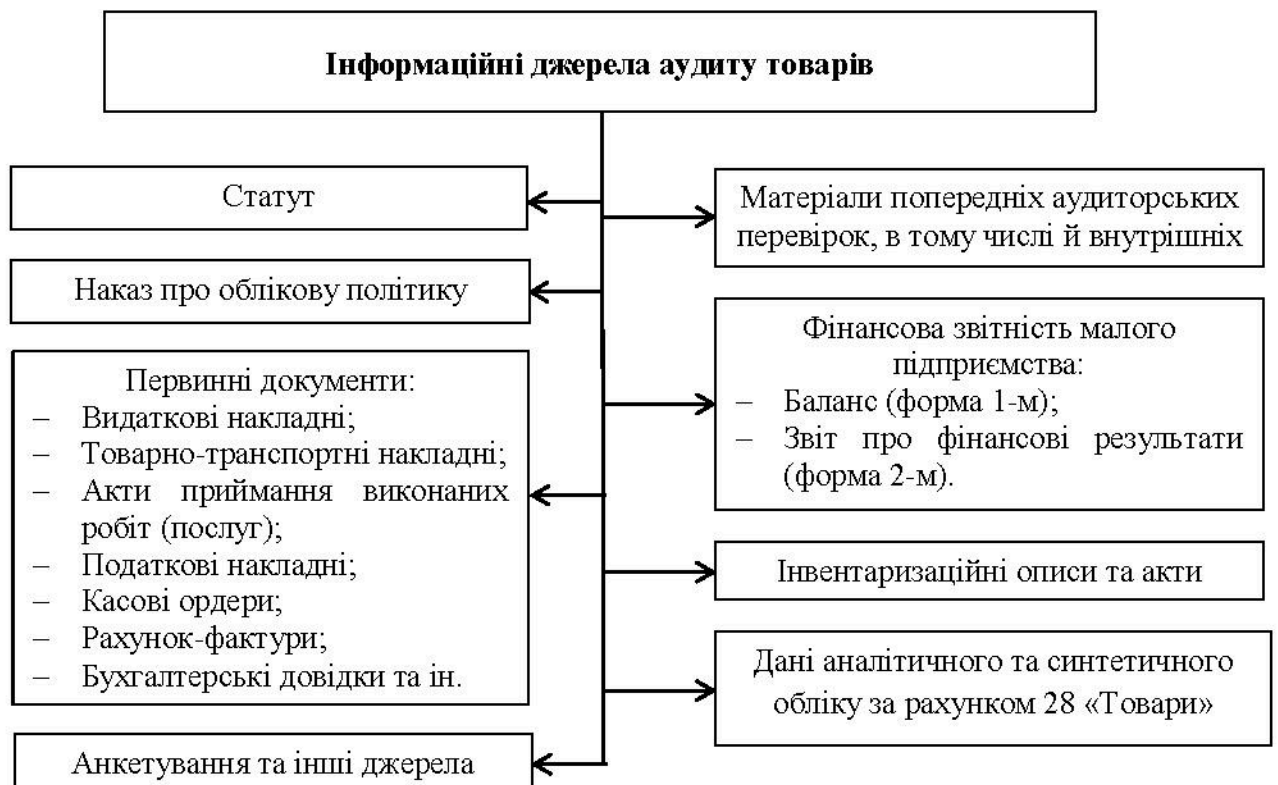 Інформаційні джерела аудиту товарів
Статут
Наказ про облікову політику
Первинні документи:
– Видаткові накладні;
– Товарно-транспортні накладні;
– Акти приймання виконаних
робіт (послуг);
– Податкові накладні;
– Касові ордери;
– Рахунок-фактури;
– Бухгалтерські довідки та ін.
Анкетування та інші джерела
Матеріали попередніх аудиторських
перевірок, в тому числі й внутрішніх
Фінансова звітність малого
підприємства:
– Баланс (форма 1-м);
– Звіт про фінансові результати
(форма 2-м).
Інвентаризаційні описи та акти
Дані аналітичного та синтетичного
обліку за рахунком 28 «Товари»